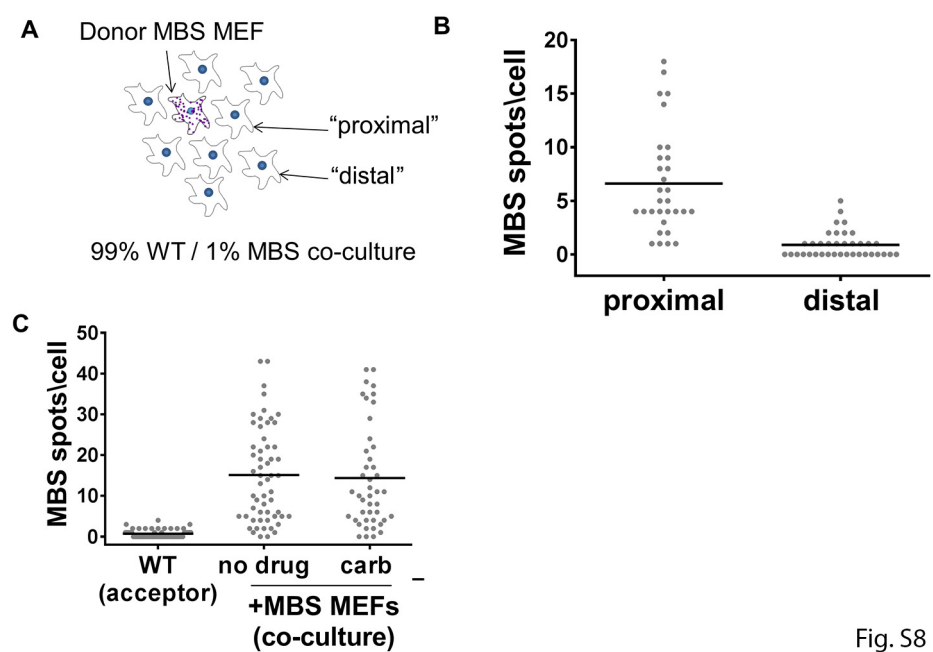 A
Donor MBS MEF
"proximal"
"distal"
99% WT / 1% MBS co-culture
B
MBS spots\cell
20
15
10
5
0
proximal
distal
C
MBS spots\cell
50
40
30
20
10
0
WT
(acceptor)
no drug
carb
_
+MBS MEFs
(co-culture)
Fig. S8